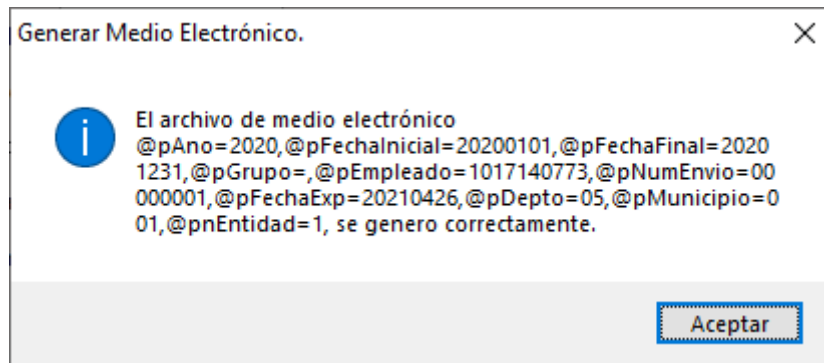 Generar Medio Electrónico.
El archivo de medio electrónico
@pAno=2020,@pFechaInicial=20200101,@pFechaFinal=2020
1231,@pGrupo=,@pEmpleado=1017140773,@pNumEnvio=00
000001,@pFechaExp=20210426,@pDepto=05,@pMunicipio=0
01,@pnEntidad=1, se genero correctamente.
Aceptar